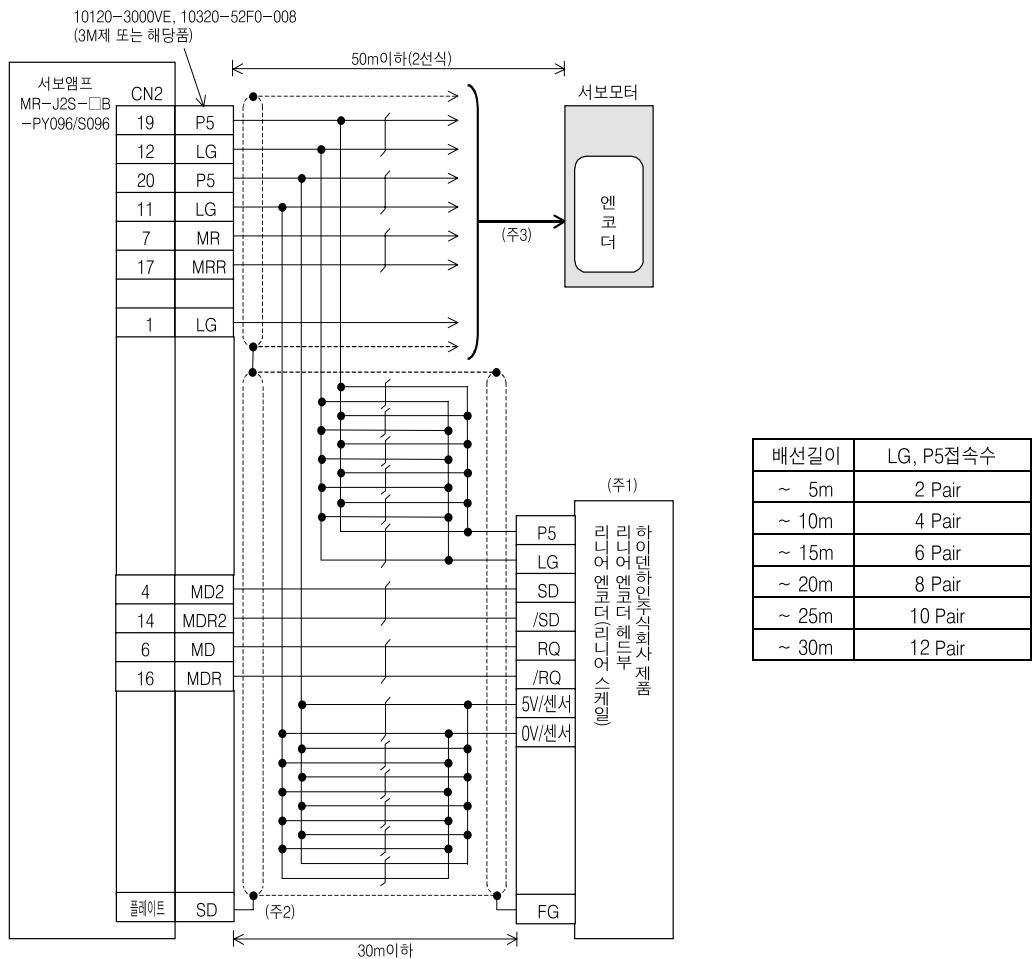 10120-3000VE, 10320-52F0-008
(3M제 또는 해당품)
50m이하(2선식)
서보앰프
MR-J2S-□B
-PY096/S096
CN2
19 P5
12 LG
20 P5
11 LG
7 MR
17 MRR
1 LG
(주3)
서보모터
엔코더
4 MD2
14 MDR2
6 MD
16 MDR
플레이트 SD
(주2)
30m이하
(주1)
P5
LG
SD
/SD
RQ
/RQ
5V/센서
0V/센서
FG
하이덴하인주식회사 제품
리니어 엔코더 헤드부
리니어 엔코더(리니어 스케일)
배선길이 LG, P5접속수
~ 5m 2 Pair
~ 10m 4 Pair
~ 15m 6 Pair
~ 20m 8 Pair
~ 25m 10 Pair
~ 30m 12 Pair